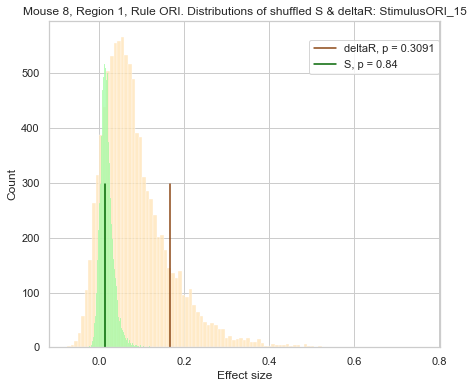 Mouse 8, Region 1, Rule ORI. Distributions of shuffled S & deltaR: StimulusORI_15
deltaR, p = 0.3091
S, p = 0.84
500
400
300
200
100
0
Count
0.0 0.2 0.4 0.6 0.8
Effect size